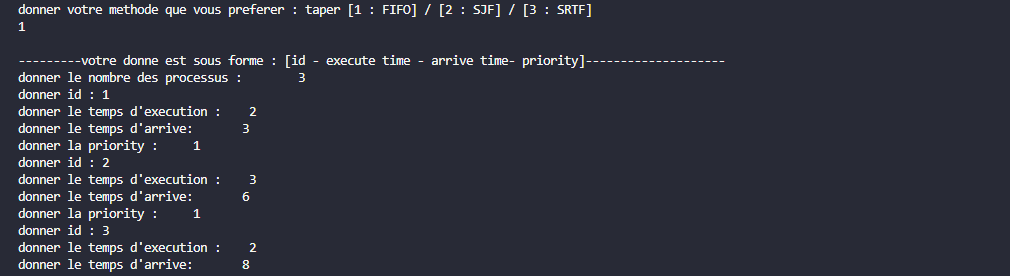 donner votre methode que vous preferer : taper [1 : FIFO] / [2 : SJF] / [3 : SRTF]
1
---------votre donne est sous forme : [id - execute time - arrive time- priority]--------------------
donner le nombre des processus :        3
donner id : 1
donner le temps d'execution :    2
donner le temps d'arrive:       3
donner la priority :     1
donner id : 2
donner le temps d'execution :    3
donner le temps d'arrive:       6
donner la priority :     1
donner id : 3
donner le temps d'execution :    2
donner le temps d'arrive:       8